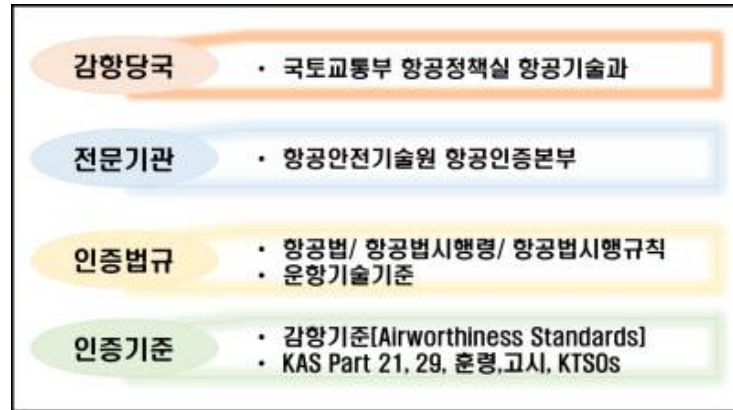 감항당국
• 국토교통부 항공정책실 항공기술과
전문기관
• 항공안전기술원 항공인증본부
인증법규
• 항공법/ 항공법시행령/ 항공법시행규칙
• 운항기술기준
인증기준
• 감항기준[Airworthiness Standards]
• KAS Part 21, 29, 훈령,고시, KTSOs